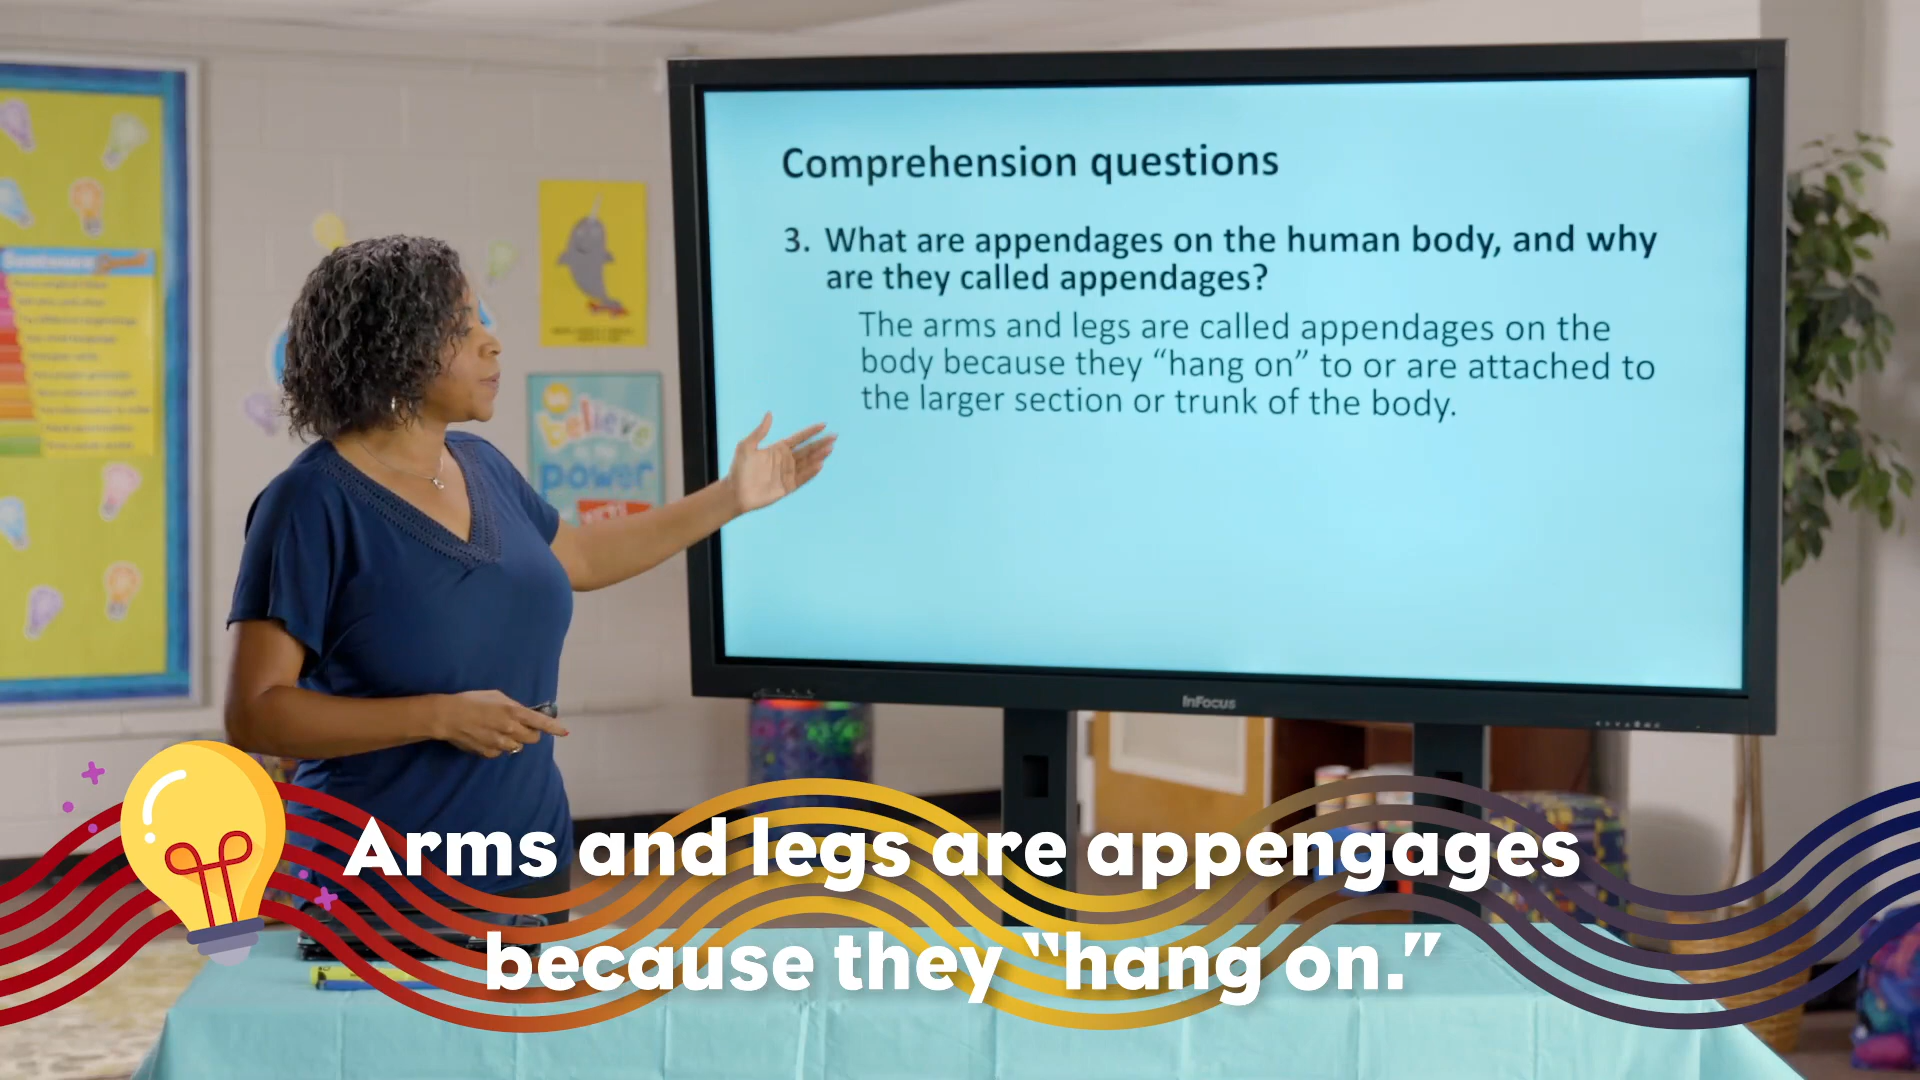 Comprehension questions
3. What are appendages on the human body, and why
are they called appendages?
The arms and legs are called appendages on the
body because they “hang on” to or are attached to
the larger section or trunk of the body.
believe
power
InFocus
Arms and legs are appengages
because they “hang on.”